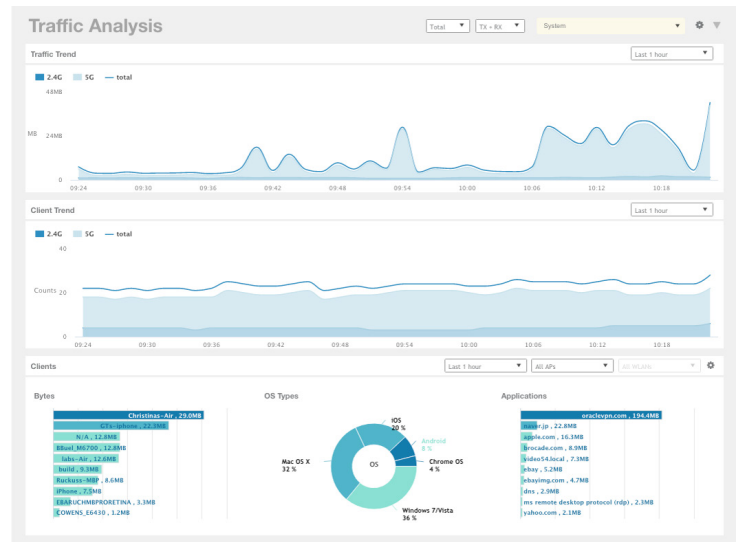 Traffic Analysis
Total
TX + RX
System
Traffic Trend
Last 1 hour
2.4G 5G total
48MB
MB
24MB
0
09:24 09:30 09:36 09:42 09:48 09:54 10:00 10:06 10:12 10:18
Client Trend
Last 1 hour
2.4G 5G total
40
Counts
20
0
09:24 09:30 09:36 09:42 09:48 09:54 10:00 10:06 10:12 10:18
Clients
Last 1 hour
All APs
All WLANs
Bytes
Christinas-Air , 29.0MB
GTs-iphone , 22.3MB
N/A , 12.8MB
BBuel_M6700 , 12.8MB
labs-Air , 12.6MB
build , 9.3MB
Ruckuss-MBP , 8.6MB
iPhone , 7.5MB
EBARUCHMBPRORETINA , 3.3MB
COWENS_E6430 , 1.2MB
OS Types
iOS
20 %
Android
8 %
Chrome OS
4 %
Mac OS X
32 %
OS
Windows 7/Vista
36 %
Applications
oraclevpn.com , 194.4MB
naver.jp , 22.8MB
apple.com , 16.3MB
brocade.com , 8.9MB
video54.local , 7.3MB
ebay , 5.2MB
ebayimg.com , 4.7MB
dns , 2.9MB
ms remote desktop protocol (rdp) , 2.3MB
yahoo.com , 2.1MB